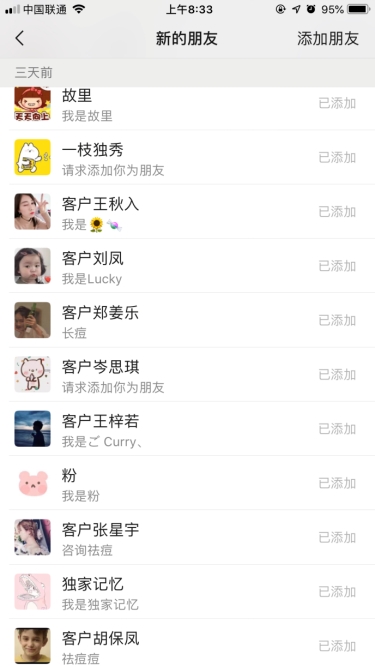 中国联通
上午8:33
95%
新的朋友
添加朋友
三天前
故里
我是故里
已添加
天天向上
一枝独秀
请求添加你为朋友
已添加
客户王秋入
我是🌻🍬
已添加
客户刘凤
我是Lucky
已添加
客户郑姜乐
长痘
已添加
客户岑思琪
请求添加你为朋友
已添加
客户王梓若
我是ご Curry、
已添加
粉
我是粉
已添加
客户张星宇
咨询祛痘
已添加
独家记忆
我是独家记忆
已添加
客户胡保凤
祛痘痘
已添加